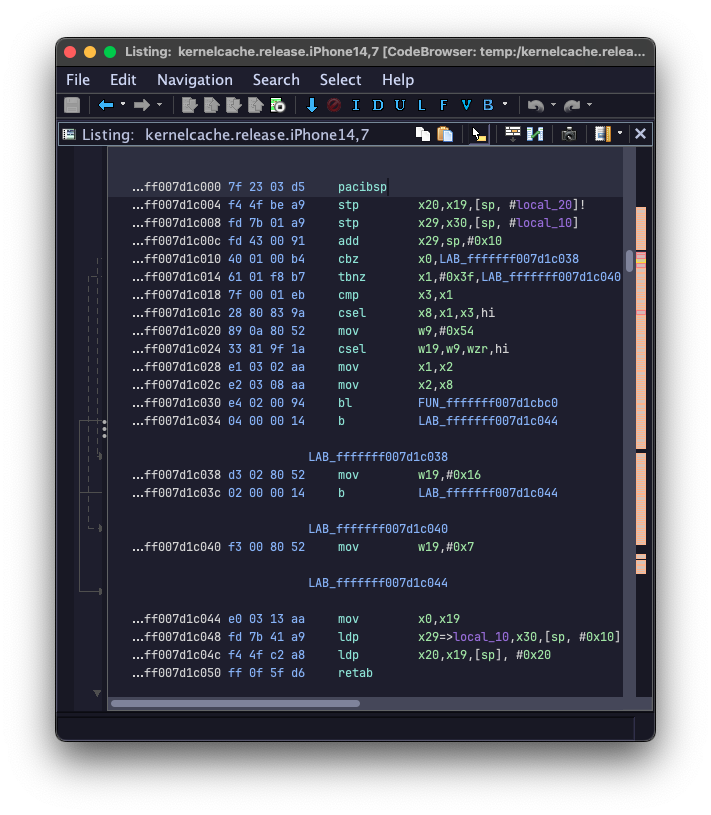 Listing: kernelcache.release.iPhone14,7 [CodeBrowser: temp:/kernelcache.relea...
File Edit Navigation Search Select Help
I D U L F V B
Listing: kernelcache.release.iPhone14,7
...ff007d1c000 7f 23 03 d5 pacibsp
...ff007d1c004 f4 4f be a9 stp x20,x19,[sp, #local_20]!
...ff007d1c008 fd 7b 01 a9 stp x29,x30,[sp, #local_10]
...ff007d1c00c fd 43 00 91 add x29,sp,#0x10
...ff007d1c010 40 01 00 b4 cbz x0,LAB_fffffff007d1c038
...ff007d1c014 61 01 f8 b7 tbnz x1,#0x3f,LAB_fffffff007d1c040
...ff007d1c018 7f 00 01 eb cmp x3,x1
...ff007d1c01c 28 80 83 9a csel x8,x1,x3,hi
...ff007d1c020 89 0a 80 52 mov w9,#0x54
...ff007d1c024 33 81 9f 1a csel w19,w9,wzr,hi
...ff007d1c028 e1 03 02 aa mov x1,x2
...ff007d1c02c e2 03 08 aa mov x2,x8
...ff007d1c030 e4 02 00 94 bl FUN_fffffff007d1cbc0
...ff007d1c034 04 00 00 14 b LAB_fffffff007d1c044
LAB_fffffff007d1c038
...ff007d1c038 d3 02 80 52 mov w19,#0x16
...ff007d1c03c 02 00 00 14 b LAB_fffffff007d1c044
LAB_fffffff007d1c040
...ff007d1c040 f3 00 80 52 mov w19,#0x7
LAB_fffffff007d1c044
...ff007d1c044 e0 03 13 aa mov x0,x19
...ff007d1c048 fd 7b 41 a9 ldp x29=>local_10,x30,[sp, #0x10]
...ff007d1c04c f4 4f c2 a8 ldp x20,x19,[sp], #0x20
...ff007d1c050 ff 0f 5f d6 retab